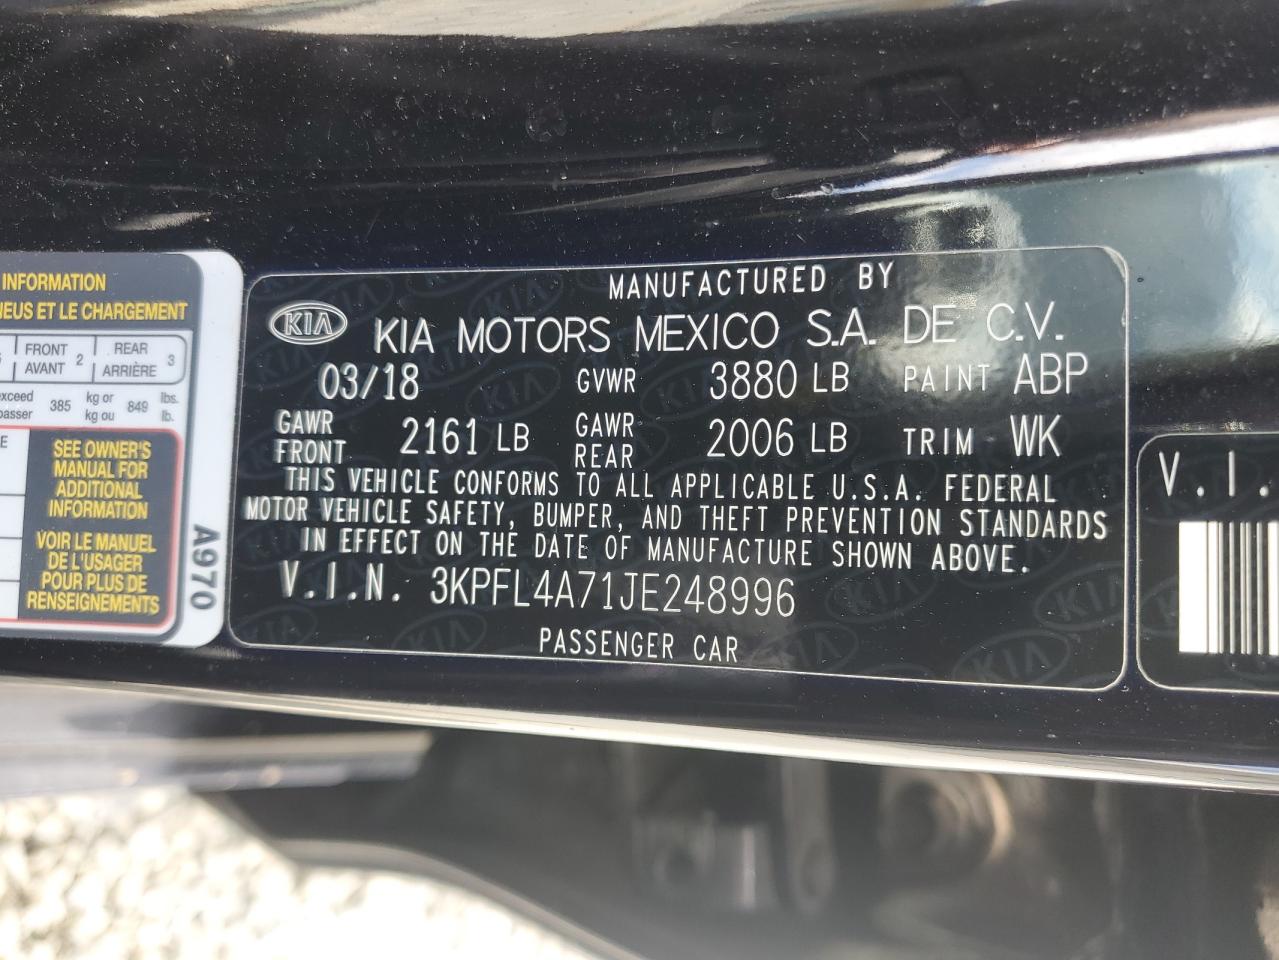 INFORMATION
NEUS ET LE CHARGEMENT
FRONT
AVANT 2
REAR
ARRIÈRE 3
exceed
passer 385 kg or
kg ou 849 lbs.
lb.
SEE OWNER'S
MANUAL FOR
ADDITIONAL
INFORMATION
VOIR LE MANUEL
DE L'USAGER
POUR PLUS DE
RENSEIGNEMENTS
A970
MANUFACTURED BY
KIA KIA MOTORS MEXICO S.A. DE C.V.
03/18 GVWR 3880 LB PAINT ABP
GAWR
FRONT 2161 LB GAWR
REAR 2006 LB TRIM WK
THIS VEHICLE CONFORMS TO ALL APPLICABLE U.S.A. FEDERAL
MOTOR VEHICLE SAFETY, BUMPER, AND THEFT PREVENTION STANDARDS
IN EFFECT ON THE DATE OF MANUFACTURE SHOWN ABOVE.
V.I.N. 3KPFL4A71JE248996
PASSENGER CAR
V.I.